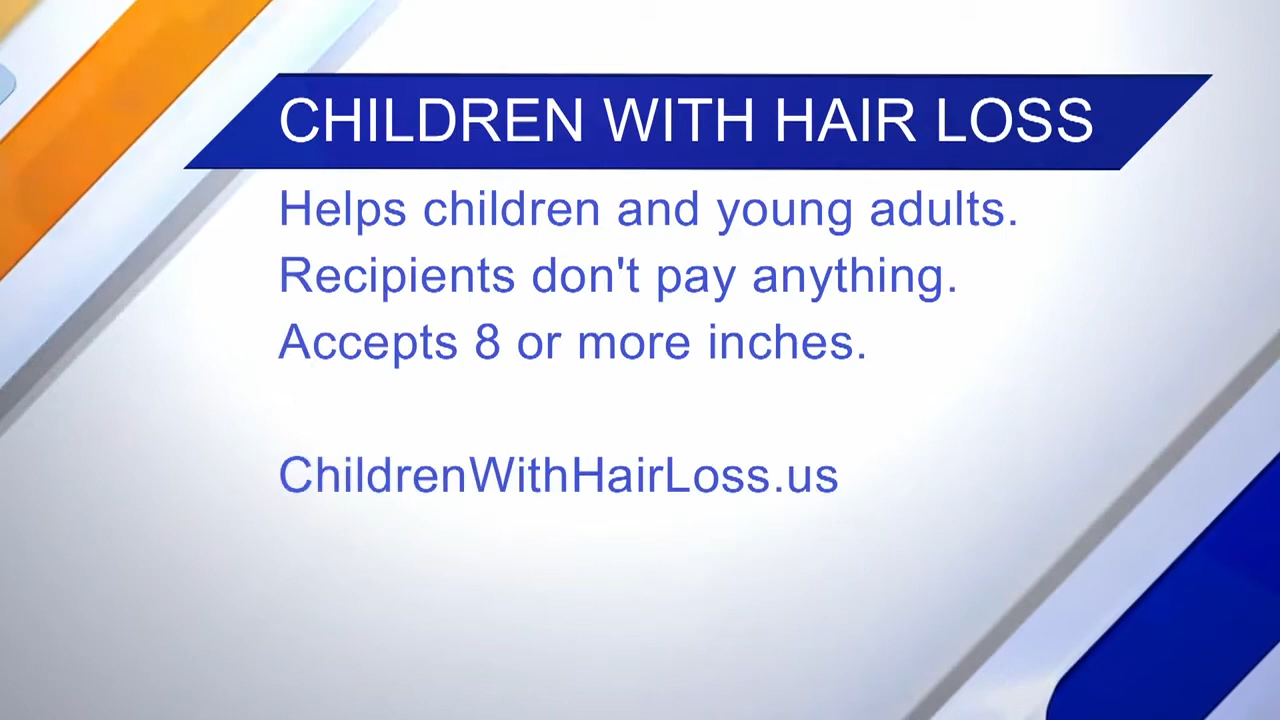 CHILDREN WITH HAIR LOSS
Helps children and young adults.
Recipients don't pay anything.
Accepts 8 or more inches.
ChildrenWithHairLoss.us